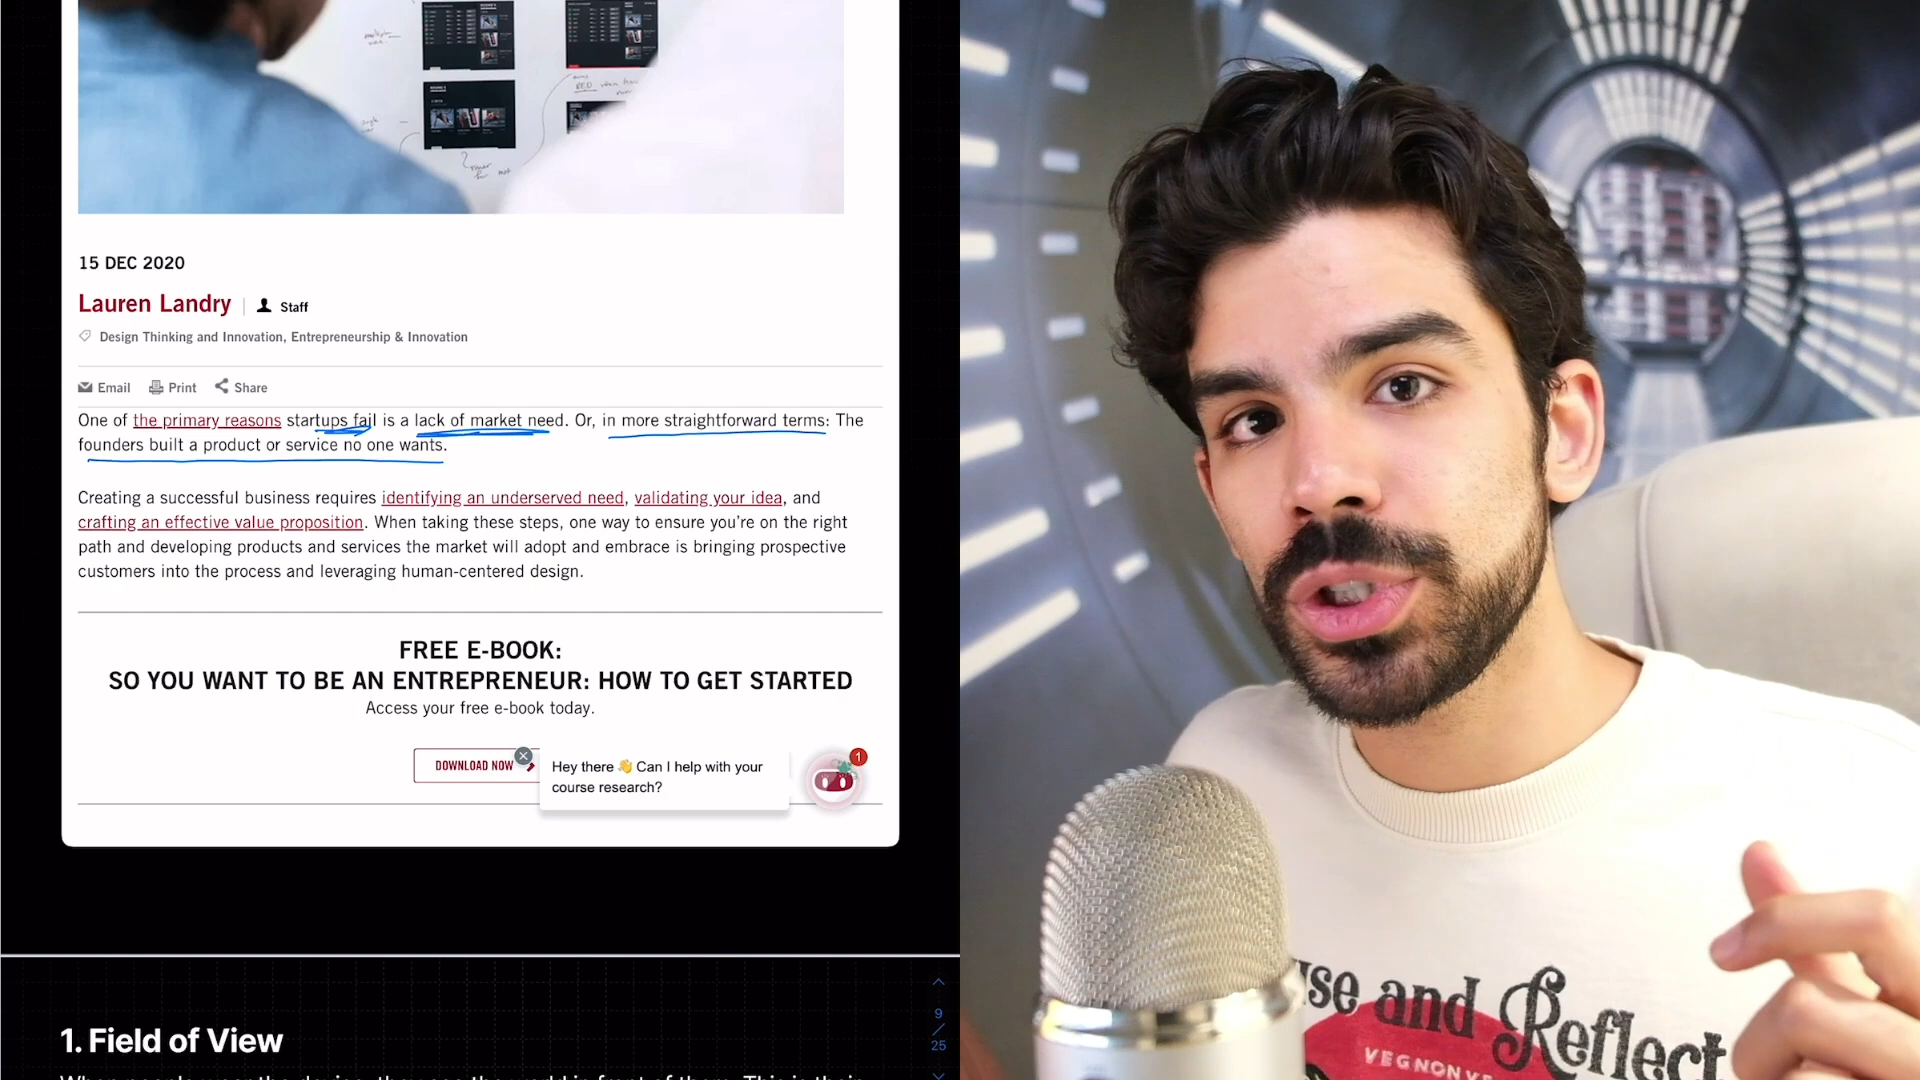 15 DEC 2020
Lauren Landry | Staff
Design Thinking and Innovation, Entrepreneurship & Innovation
Email Print Share
One of the primary reasons startups fail is a lack of market need. Or, in more straightforward terms: The
founders built a product or service no one wants.
Creating a successful business requires identifying an underserved need, validating your idea, and
crafting an effective value proposition. When taking these steps, one way to ensure you're on the right
path and developing products and services the market will adopt and embrace is bringing prospective
customers into the process and leveraging human-centered design.
FREE E-BOOK:
SO YOU WANT TO BE AN ENTREPRENEUR: HOW TO GET STARTED
Access your free e-book today.
DOWNLOAD NOW
Hey there 👋 Can I help with your
course research?
1
1. Field of View
9
25
and Reflect